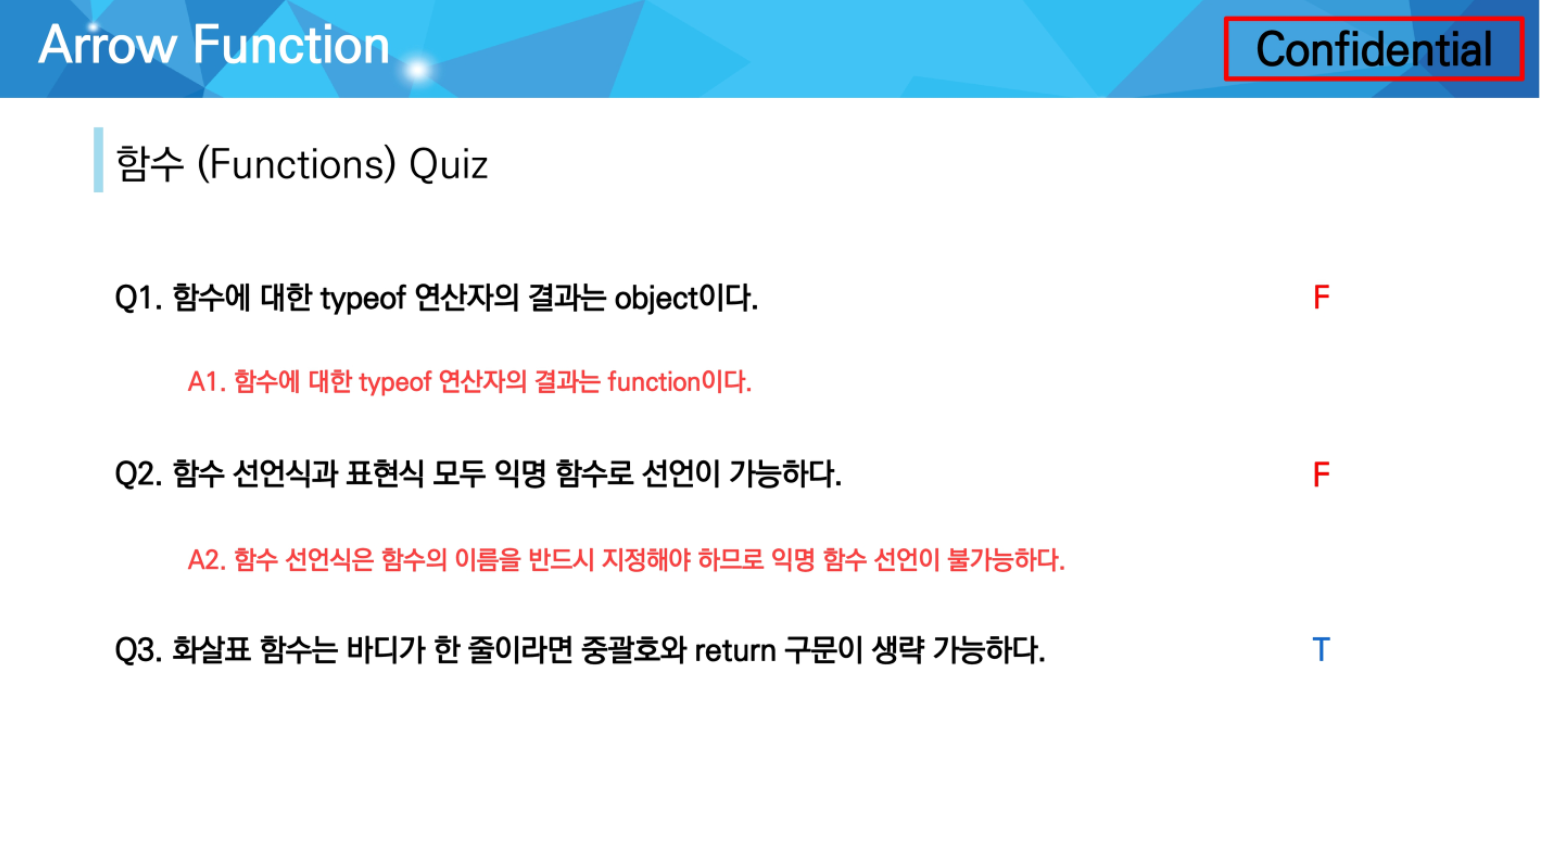 Arrow Function
Confidential
함수 (Functions) Quiz
Q1. 함수에 대한 typeof 연산자의 결과는 object이다. F
A1. 함수에 대한 typeof 연산자의 결과는 function이다.
Q2. 함수 선언식과 표현식 모두 익명 함수로 선언이 가능하다. F
A2. 함수 선언식은 함수의 이름을 반드시 지정해야 하므로 익명 함수 선언이 불가능하다.
Q3. 화살표 함수는 바디가 한 줄이라면 중괄호와 return 구문이 생략 가능하다. T